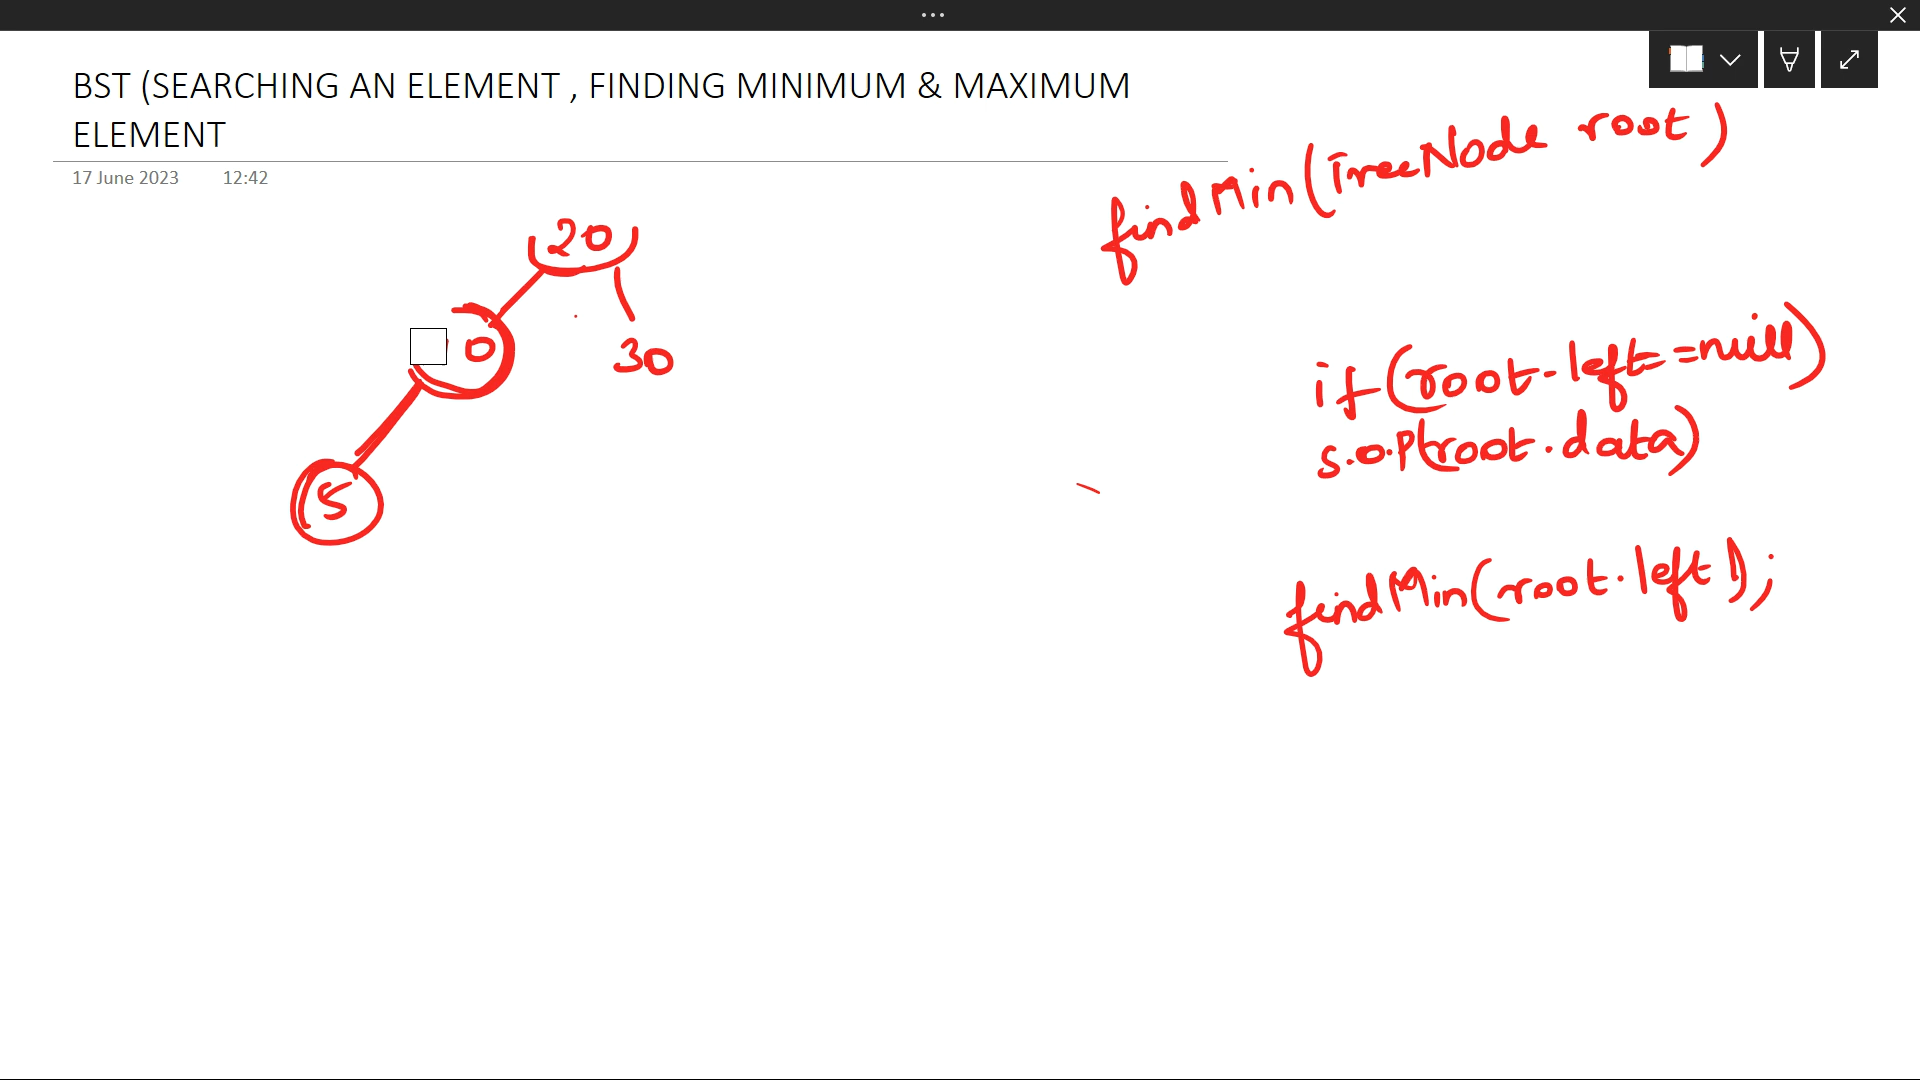 BST (SEARCHING AN ELEMENT , FINDING MINIMUM & MAXIMUM
ELEMENT
17 June 2023 12:42
findMin(TreeNode root)
20
0
30
5
if(root.left==null)
s.o.p(root.data)
findMin(root.left);